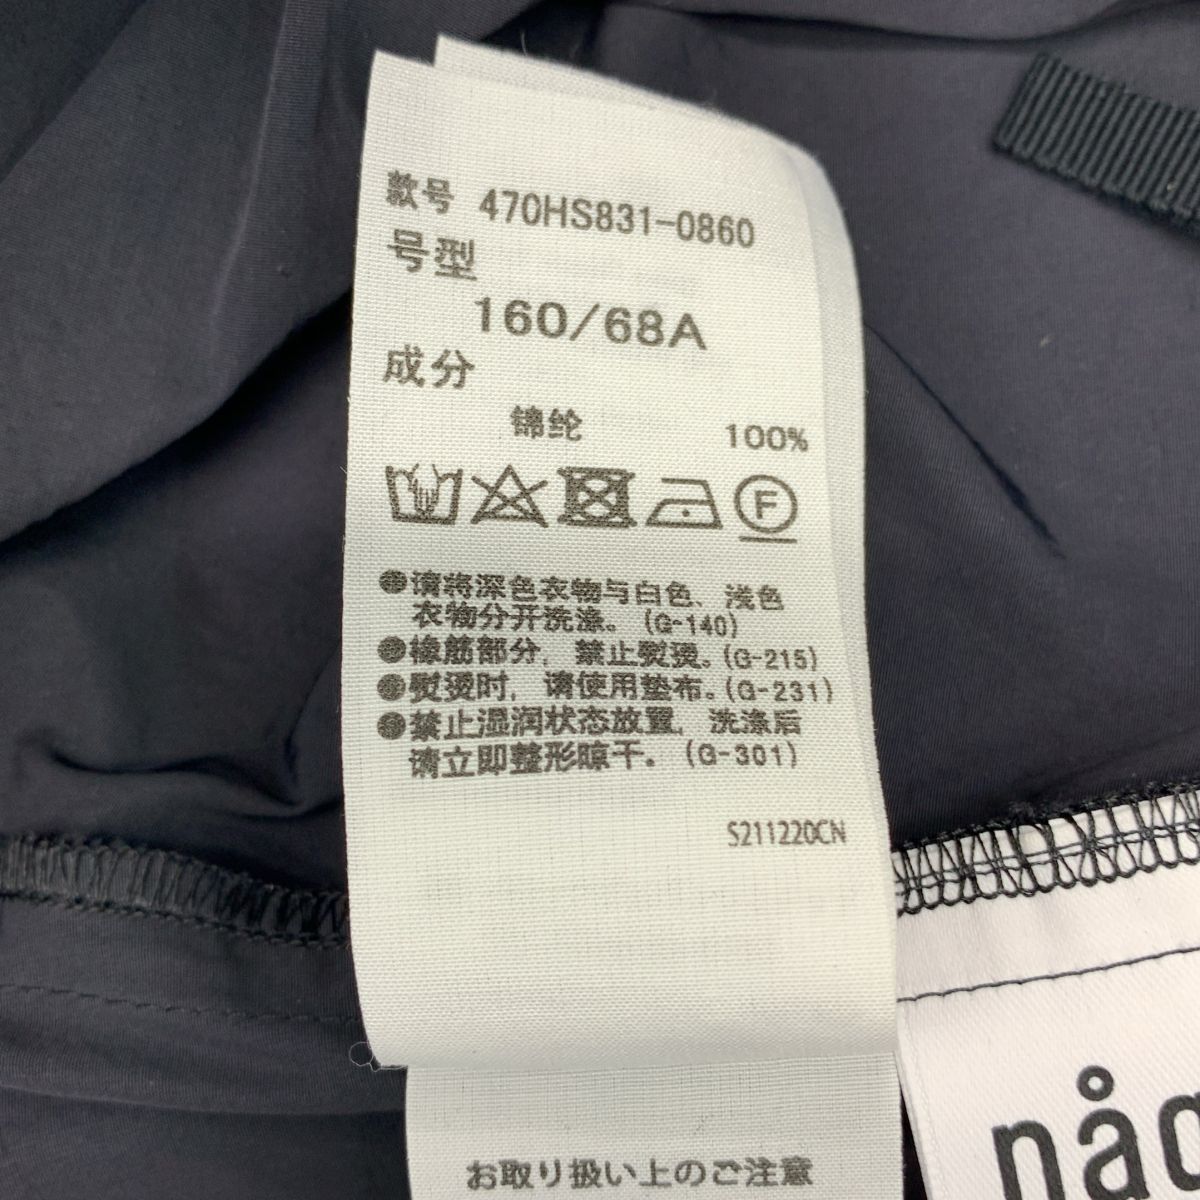 款号 470HS831-0860
号型
160/68A
成分
锦纶 100%
F
●请将深色衣物与白色、浅色
衣物分开洗涤。(G-140)
●橡筋部分,禁止熨烫。(G-215)
●熨烫时,请使用垫布。(G-231)
●禁止湿润状态放置,洗涤后
请立即整形晾干。(G-301)
S211220CN
お取り扱い上のご注意